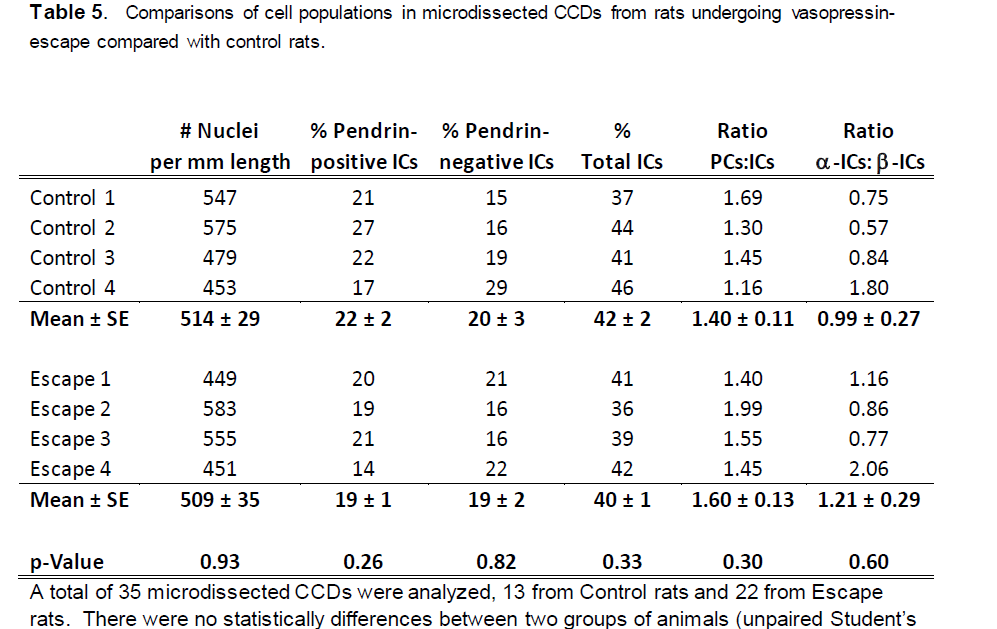 Table 5. Comparisons of cell populations in microdissected CCDs from rats undergoing vasopressin-
escape compared with control rats.
# Nuclei % Pendrin- % Pendrin- % Ratio Ratio
per mm length positive ICs negative ICs Total ICs PCs:ICs α-ICs:β-ICs
Control 1 547 21 15 37 1.69 0.75
Control 2 575 27 16 44 1.30 0.57
Control 3 479 22 19 41 1.45 0.84
Control 4 453 17 29 46 1.16 1.80
Mean ± SE 514 ± 29 22 ± 2 20 ± 3 42 ± 2 1.40 ± 0.11 0.99 ± 0.27
Escape 1 449 20 21 41 1.40 1.16
Escape 2 583 19 16 36 1.99 0.86
Escape 3 555 21 16 39 1.55 0.77
Escape 4 451 14 22 42 1.45 2.06
Mean ± SE 509 ± 35 19 ± 1 19 ± 2 40 ± 1 1.60 ± 0.13 1.21 ± 0.29
p-Value 0.93 0.26 0.82 0.33 0.30 0.60
A total of 35 microdissected CCDs were analyzed, 13 from Control rats and 22 from Escape
rats. There were no statistically differences between two groups of animals (unpaired Student's